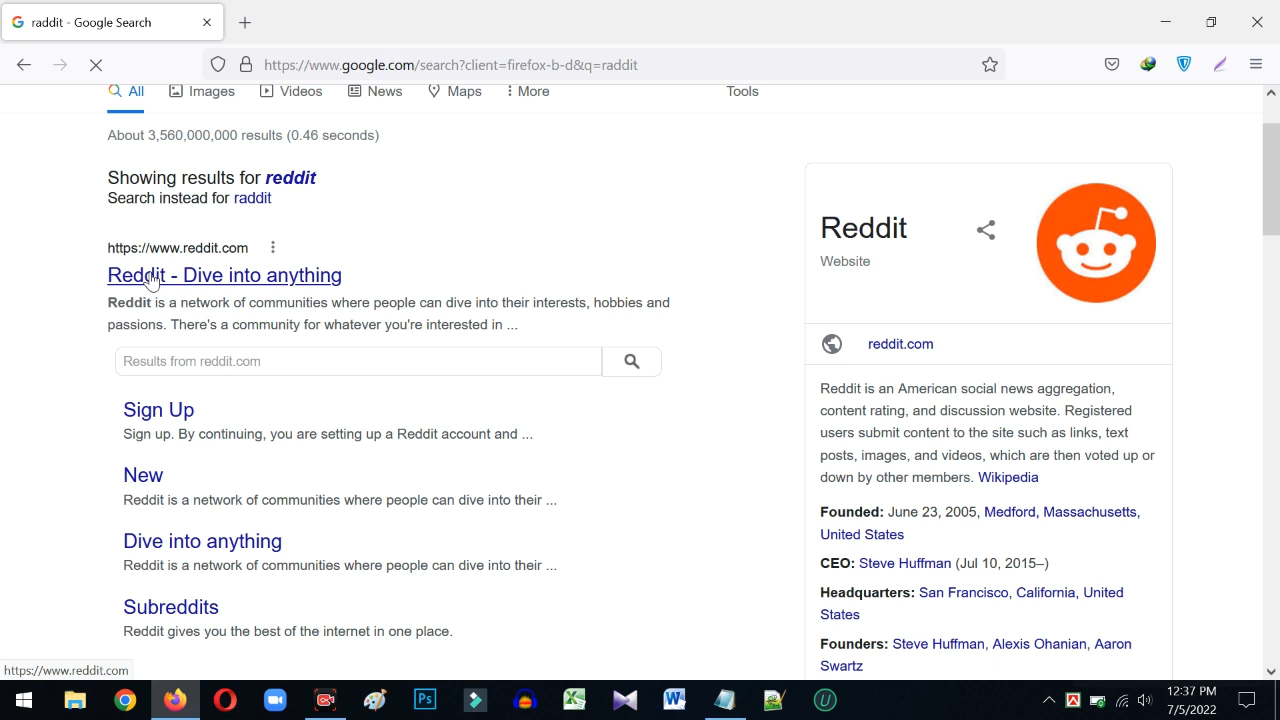 raddit - Google Search
https://www.google.com/search?client=firefox-b-d&q=raddit
All Images Videos News Maps More Tools
About 3,560,000,000 results (0.46 seconds)
Showing results for reddit
Search instead for raddit
https://www.reddit.com
Reddit - Dive into anything
Reddit is a network of communities where people can dive into their interests, hobbies and
passions. There's a community for whatever you're interested in ...
Results from reddit.com
Sign Up
Sign up. By continuing, you are setting up a Reddit account and ...
New
Reddit is a network of communities where people can dive into their ...
Dive into anything
Reddit is a network of communities where people can dive into their ...
Subreddits
Reddit gives you the best of the internet in one place.
Reddit
Website
reddit.com
Reddit is an American social news aggregation,
content rating, and discussion website. Registered
users submit content to the site such as links, text
posts, images, and videos, which are then voted up or
down by other members. Wikipedia
Founded: June 23, 2005, Medford, Massachusetts,
United States
CEO: Steve Huffman (Jul 10, 2015–)
Headquarters: San Francisco, California, United
States
Founders: Steve Huffman, Alexis Ohanian, Aaron
Swartz
https://www.reddit.com
Ps
12:37 PM
7/5/2022